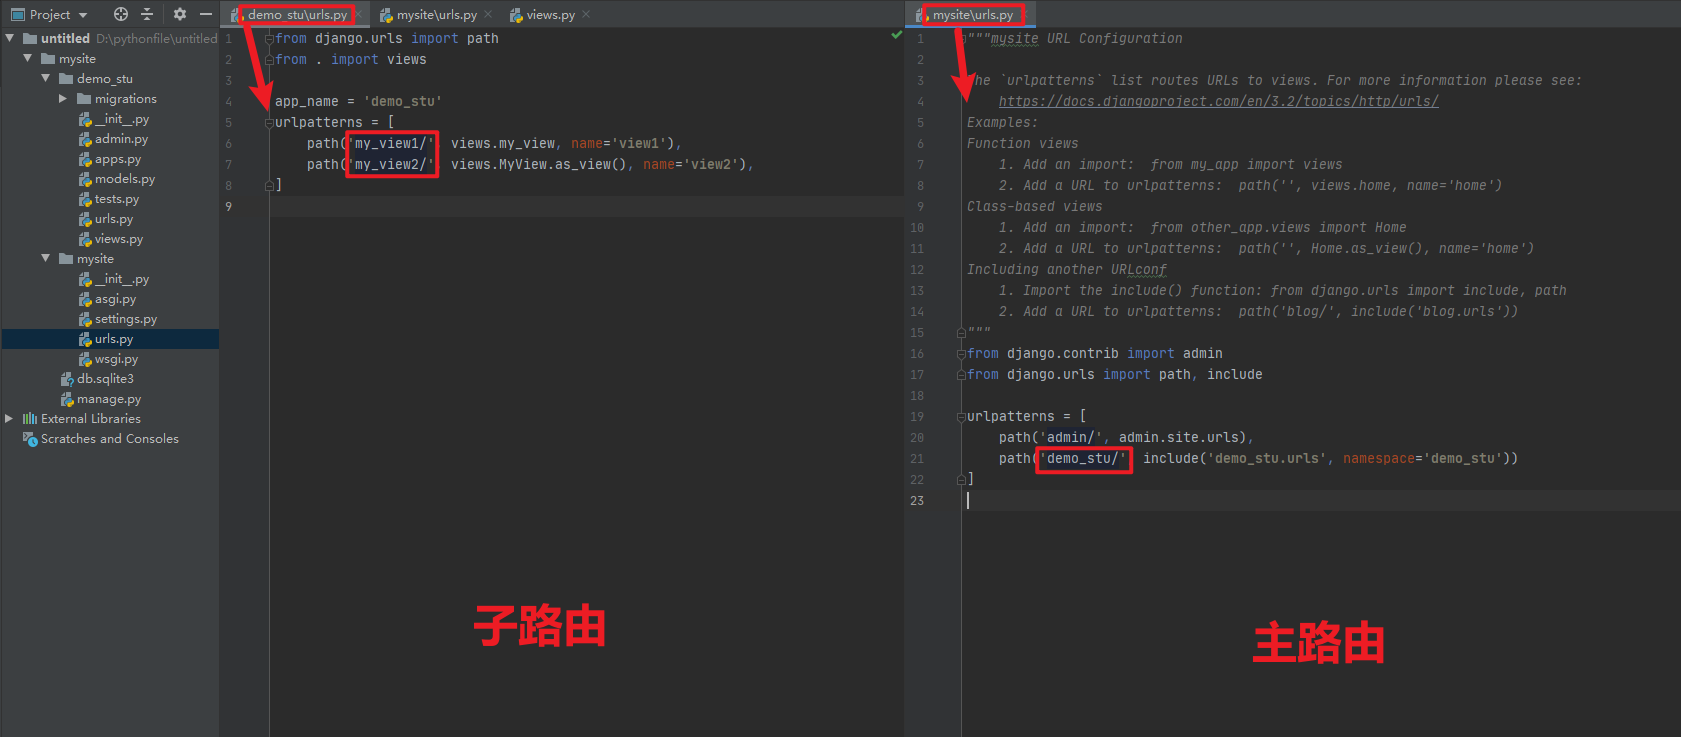 Project
untitled D:\pythonfile\untitled
mysite
demo_stu
migrations
__init__.py
admin.py
apps.py
models.py
tests.py
urls.py
views.py
mysite
__init__.py
asgi.py
settings.py
urls.py
wsgi.py
db.sqlite3
manage.py
External Libraries
Scratches and Consoles
demo_stu\urls.py
mysite\urls.py
views.py
1 from django.urls import path
2 from . import views
3
4 app_name = 'demo_stu'
5 urlpatterns = [
6 path('my_view1/', views.my_view, name='view1'),
7 path('my_view2/', views.MyView.as_view(), name='view2'),
8 ]
9
子路由
mysite\urls.py
1 """mysite URL Configuration
2
3 The `urlpatterns` list routes URLs to views. For more information please see:
4 https://docs.djangoproject.com/en/3.2/topics/http/urls/
5 Examples:
6 Function views
7 1. Add an import:  from my_app import views
8 2. Add a URL to urlpatterns:  path('', views.home, name='home')
9 Class-based views
10 1. Add an import:  from other_app.views import Home
11 2. Add a URL to urlpatterns:  path('', Home.as_view(), name='home')
12 Including another URLconf
13 1. Import the include() function: from django.urls import include, path
14 2. Add a URL to urlpatterns:  path('blog/', include('blog.urls'))
15 """
16 from django.contrib import admin
17 from django.urls import path, include
18
19 urlpatterns = [
20 path('admin/', admin.site.urls),
21 path('demo_stu/' include('demo_stu.urls', namespace='demo_stu'))
22 ]
23
主路由